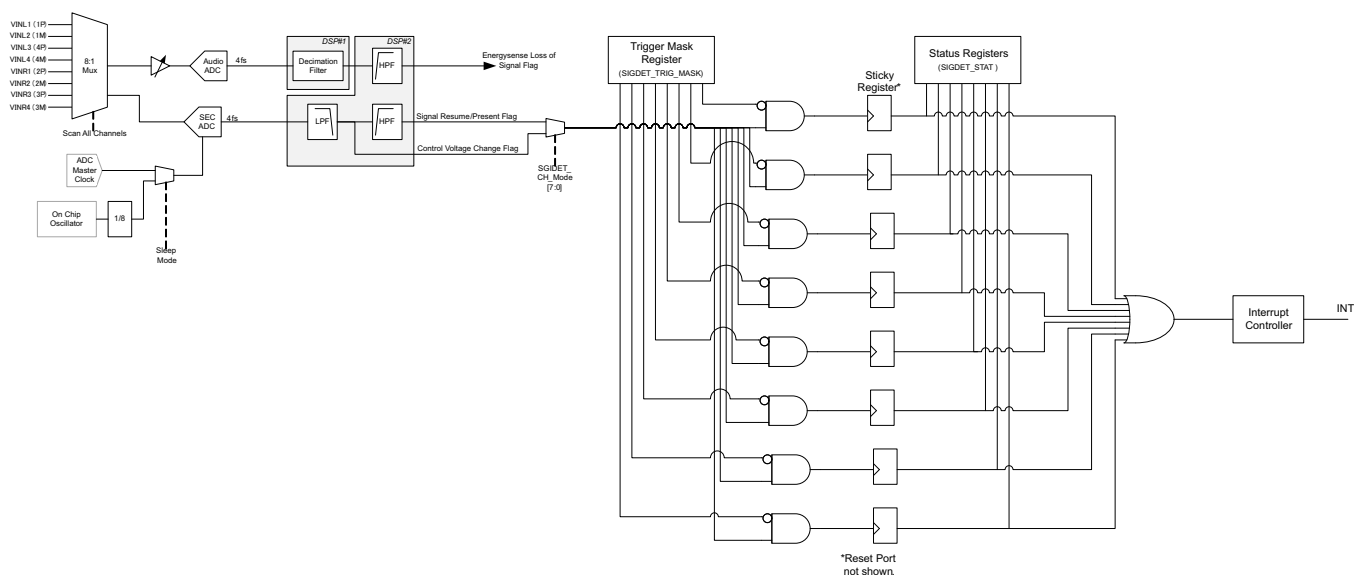 VINL1 (1P)
VINL2 (1M)
VINL3 (4P)
VINL4 (4M)
VINR1 (2P)
VINR2 (2M)
VINR3 (3P)
VINR4 (3M)
8:1
Mux
Scan All Channels
Audio
ADC
4fs
DSP#1
Decimation
Filter
DSP#2
HPF
Energysense Loss of
Signal Flag
SEC
ADC
4fs
LPF
HPF
Signal Resume/Present Flag
Control Voltage Change Flag
SGIDET_
CH_Mode
[7:0]
ADC
Master
Clock
On Chip
Oscillator
1/8
Sleep
Mode
Trigger Mask
Register
(SIGDET_TRIG_MASK)
Sticky
Register*
Status Registers
(SIGDET_STAT)
*Reset Port
not shown.
Interrupt
Controller
INT